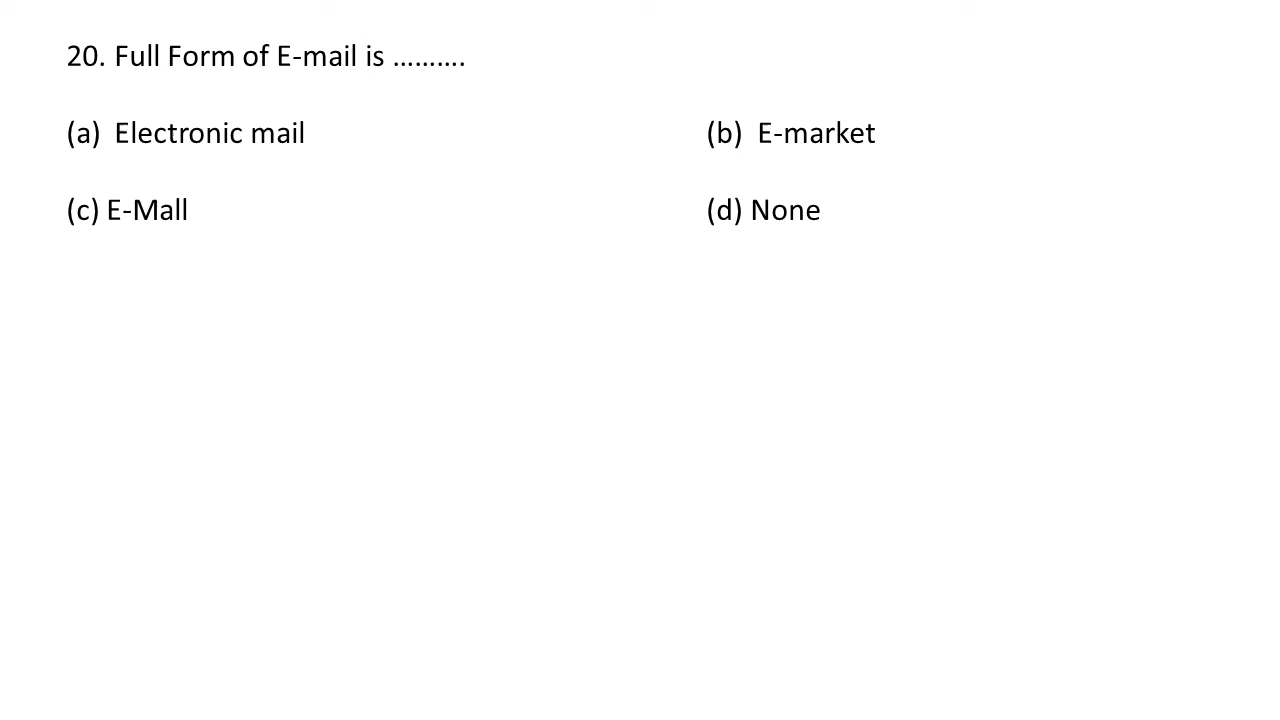 20. Full Form of E-mail is ……….
(a)  Electronic mail (b)  E-market
(c) E-Mall (d) None